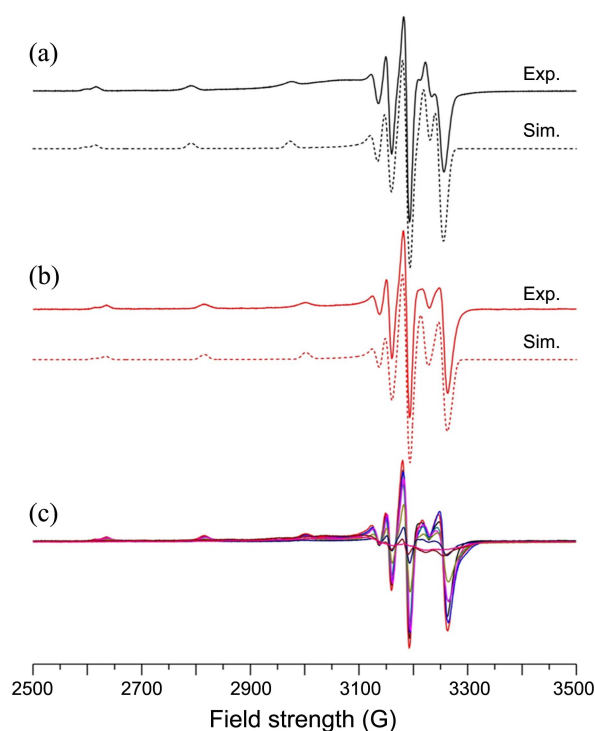 (a)
Exp.
Sim.
(b)
Exp.
Sim.
(c)
2500 2700 2900 3100 3300 3500
Field strength (G)